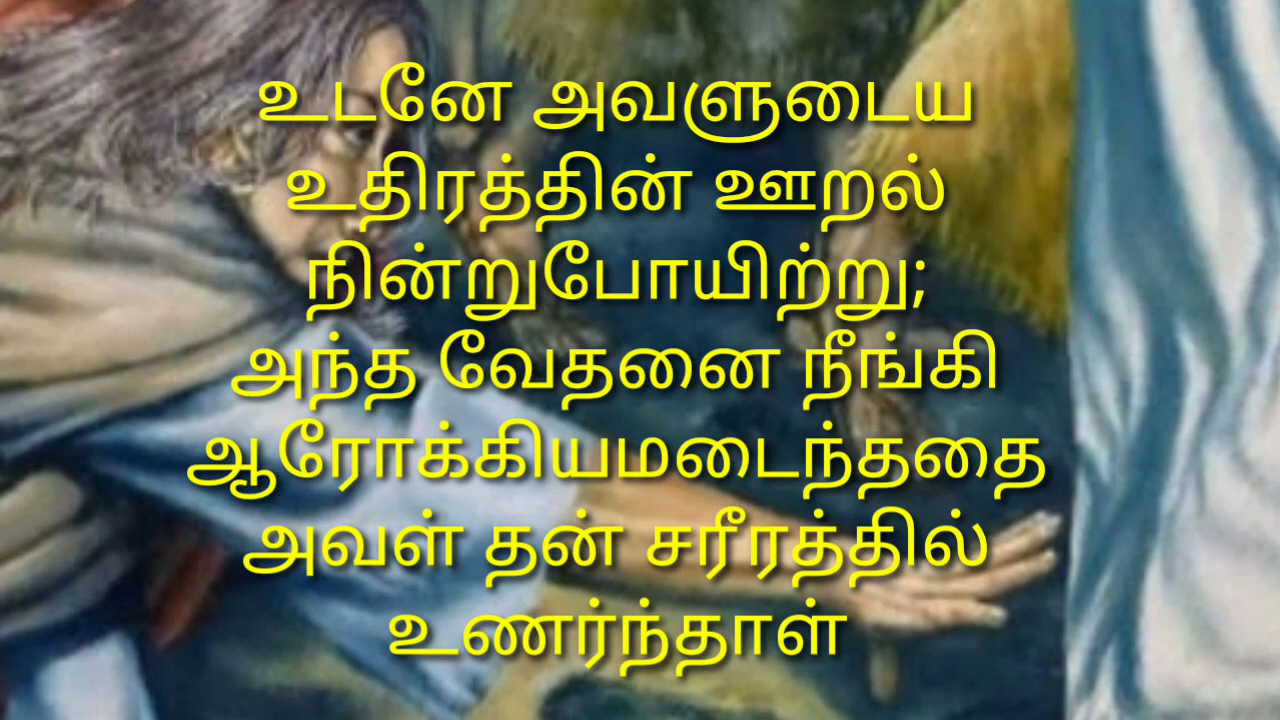 உடனே அவளுடைய
உதிரத்தின் ஊறல்
நின்றுபோயிற்று;
அந்த வேதனை நீங்கி
ஆரோக்கியமடைந்ததை
அவள் தன் சரீரத்தில்
உணர்ந்தாள்